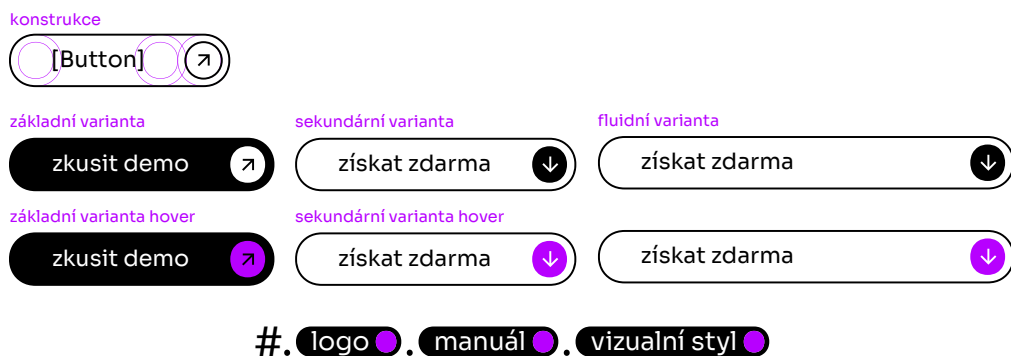 konstrukce
[Button]
základní varianta sekundární varianta fluidní varianta
zkusit demo získat zdarma získat zdarma
základní varianta hover sekundární varianta hover
zkusit demo získat zdarma získat zdarma
#. logo . manuál . vizualní styl